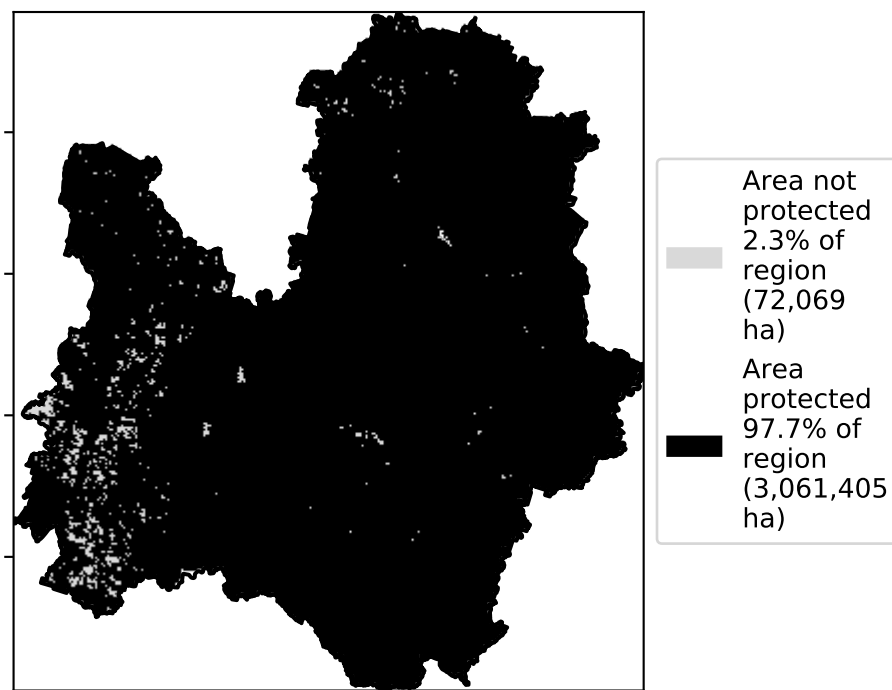 Area not
protected
2.3% of
region
(72,069
ha)
Area
protected
97.7% of
region
(3,061,405
ha)